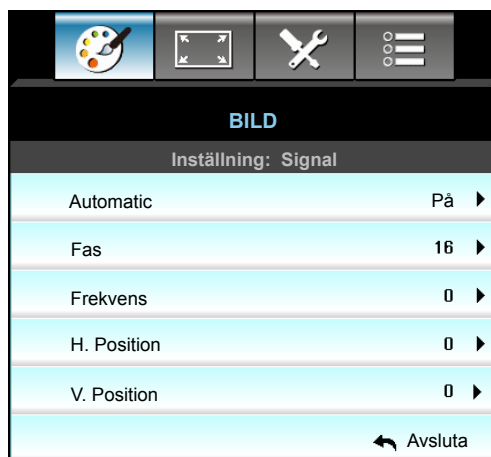 BILD
Inställning: Signal
Automatic På
Fas 16
Frekvens 0
H. Position 0
V. Position 0
Avsluta